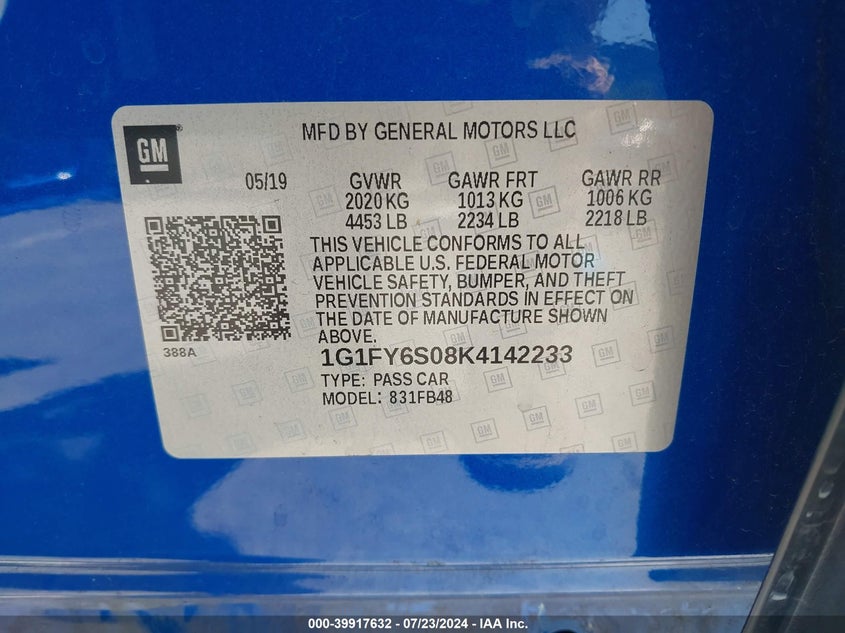 GM
MFD BY GENERAL MOTORS LLC
05/19 GVWR GAWR FRT GAWR RR
2020 KG 1013 KG 1006 KG
4453 LB 2234 LB 2218 LB
THIS VEHICLE CONFORMS TO ALL
APPLICABLE U.S. FEDERAL MOTOR
VEHICLE SAFETY, BUMPER, AND THEFT
PREVENTION STANDARDS IN EFFECT ON
THE DATE OF MANUFACTURE SHOWN
ABOVE.
388A
1G1FY6S08K4142233
TYPE: PASS CAR
MODEL: 831FB48
000-39917632 - 07/23/2024 - IAA Inc.